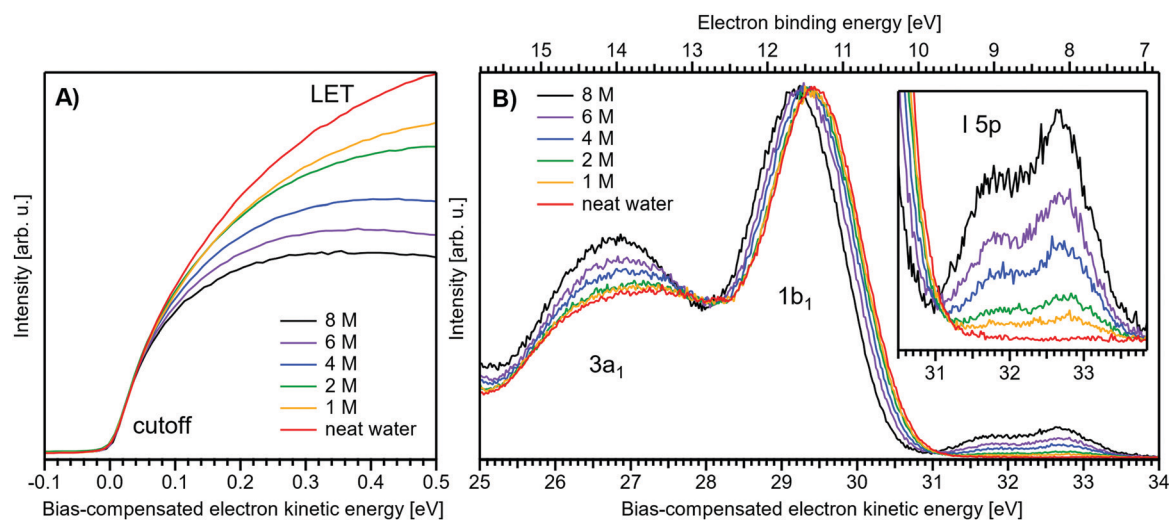 A)
LET
8 M
6 M
4 M
2 M
1 M
neat water
cutoff
Intensity [arb. u.]
-0.1 0.0 0.1 0.2 0.3 0.4 0.5
Bias-compensated electron kinetic energy [eV]
Electron binding energy [eV]
15 14 13 12 11 10 9 8 7
B)
8 M
6 M
4 M
2 M
1 M
neat water
3a1
1b1
I 5p
31 32 33
Intensity [arb. u.]
25 26 27 28 29 30 31 32 33 34
Bias-compensated electron kinetic energy [eV]